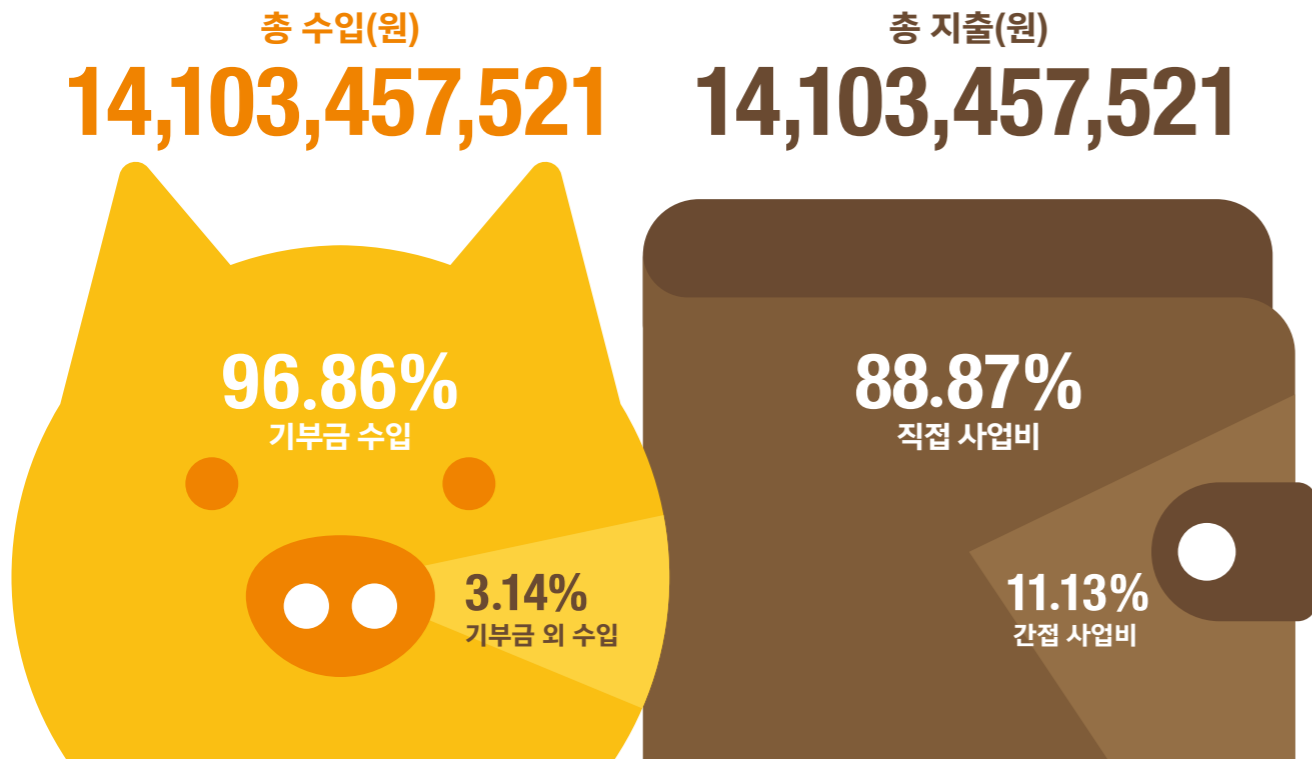 총 수입(원)
14,103,457,521
96.86%
기부금 수입
3.14%
기부금 외 수입
총 지출(원)
14,103,457,521
88.87%
직접 사업비
11.13%
간접 사업비